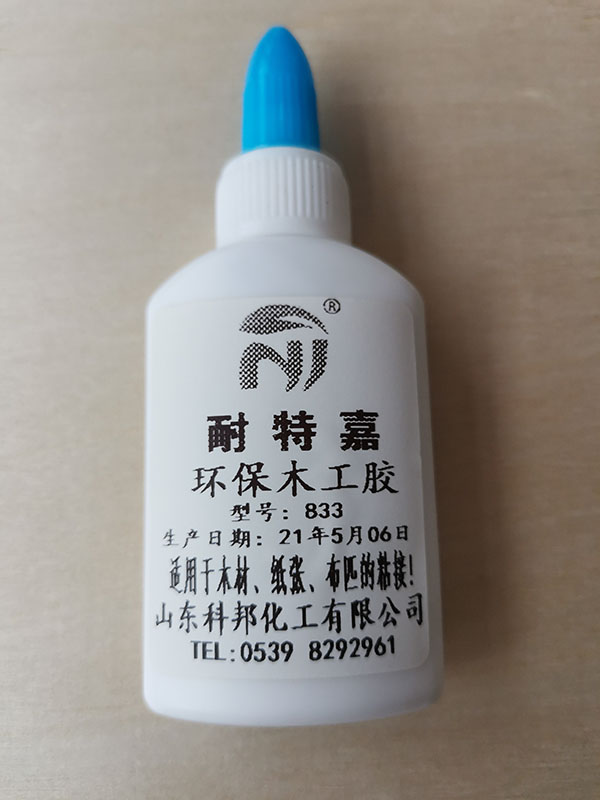 NJ®
耐特嘉
环保木工胶
型号：833
生产日期：21年5月06日
适用于木材、纸张、布匹的粘接！
山东科邦化工有限公司
TEL:0539 8292961